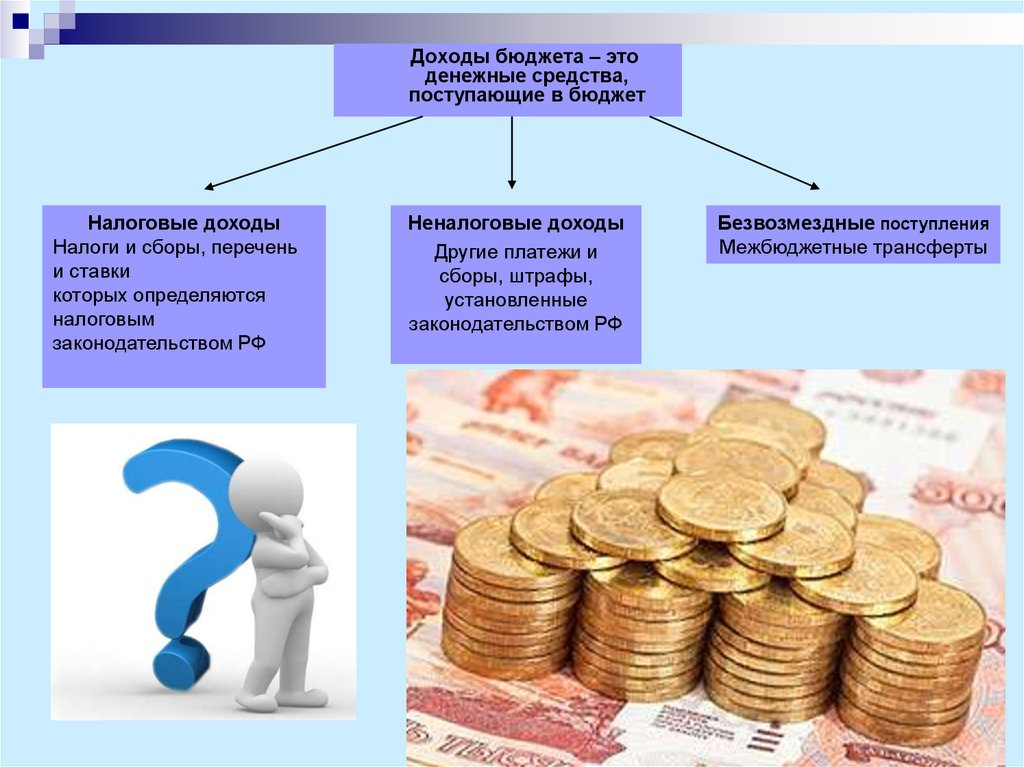 Доходы бюджета – это
денежные средства,
поступающие в бюджет
Налоговые доходы
Налоги и сборы, перечень
и ставки
которых определяются
налоговым
законодательством РФ
Неналоговые доходы
Другие платежи и
сборы, штрафы,
установленные
законодательством РФ
Безвозмездные поступления
Межбюджетные трансферты